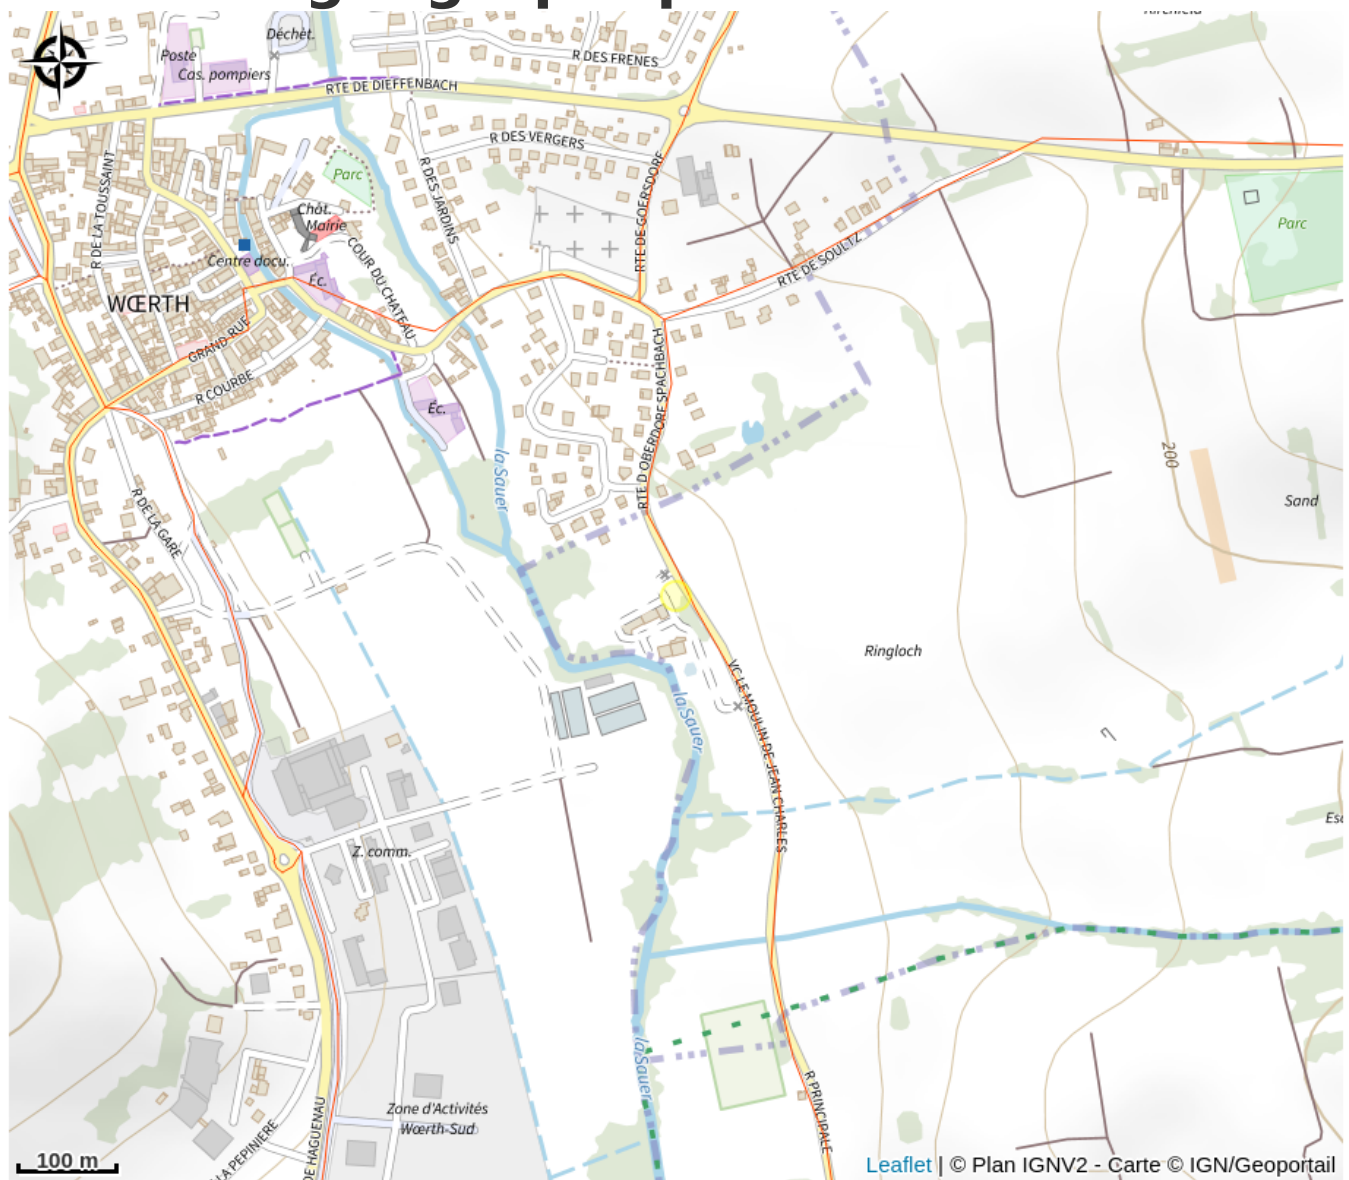 Déchèt.
Poste
Cas. pompiers
R DES FRENES
RTE DE DIEFFENBACH
R DES VERGERS
R DE LA TOUSSAINT
Parc
R DES JARDINS
RTE DE GOERSDORF
Chât.
Mairie
Parc
Centre docu.
COUR DU CHATEAU
RTE DE SOULTZ
Éc.
WŒRTH
GRAND RUE
R COURBE
RTE D OBERDORF SPACHBACH
Éc.
200
la Sauer
Sand
R DE LA GARE
Ringloch
la Sauer
VC LE MOULIN DE JEAN CHARLES
Z. comm.
la Sauer
R PRINCIPALE
Zone d'Activités
Wœrth-Sud
LA PEPINIERE
DE HAGUENAU
100 m
Leaflet | © Plan IGNV2 - Carte © IGN/Geoportail